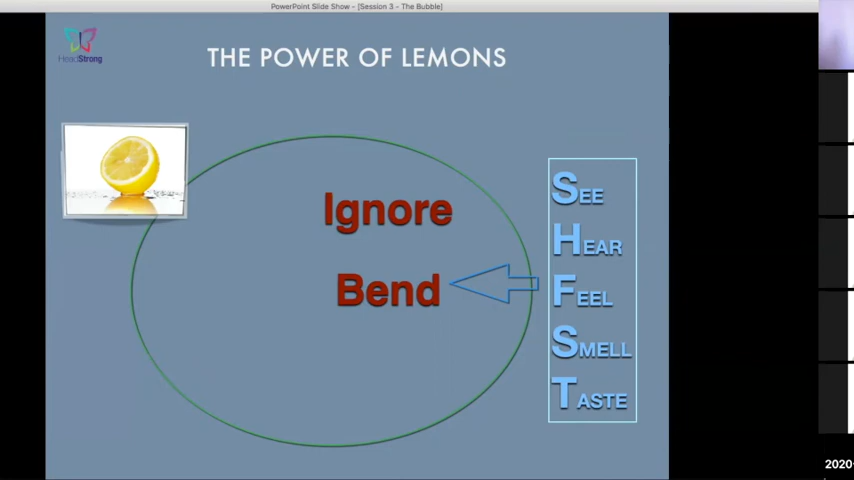 PowerPoint Slide Show - [Session 3 - The Bubble]
HeadStrong
THE POWER OF LEMONS
Ignore
Bend
SEE
HEAR
FEEL
SMELL
TASTE
2020